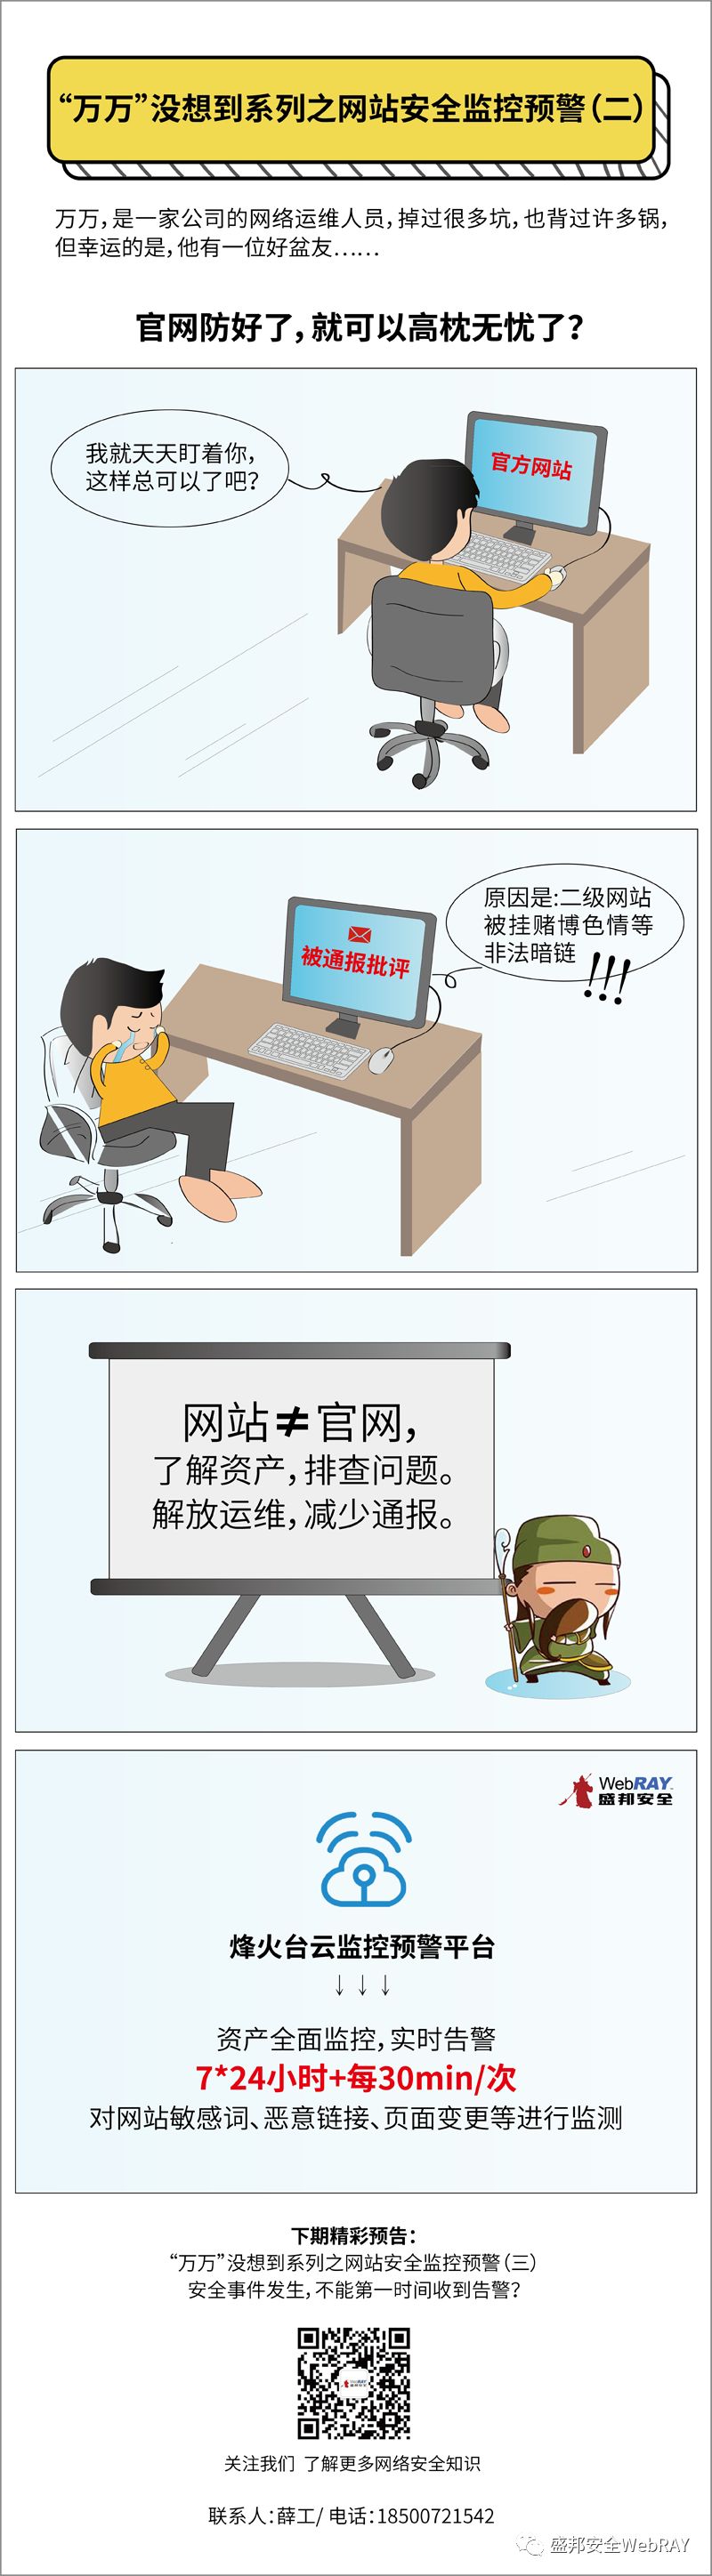 “万万”没想到系列之网站安全监控预警(二)
万万,是一家公司的网络运维人员,掉过很多坑,也背过许多锅,
但幸运的是,他有一位好盆友……
官网防好了,就可以高枕无忧了?
我就天天盯着你,
这样总可以了吧?
官方网站
原因是:二级网站
被挂赌博色情等
非法暗链
!!!
被通报批评
网站≠官网,
了解资产,排查问题。
解放运维,减少通报。
WebRAY
盛邦安全
烽火台云监控预警平台
↓ ↓ ↓
资产全面监控,实时告警
7*24小时+每30min/次
对网站敏感词、恶意链接、页面变更等进行监测
下期精彩预告:
“万万”没想到系列之网站安全监控预警(三)
安全事件发生,不能第一时间收到告警?
WebRAY
盛邦安全
关注我们 了解更多网络安全知识
联系人:薛工/ 电话:18500721542
盛邦安全WebRAY